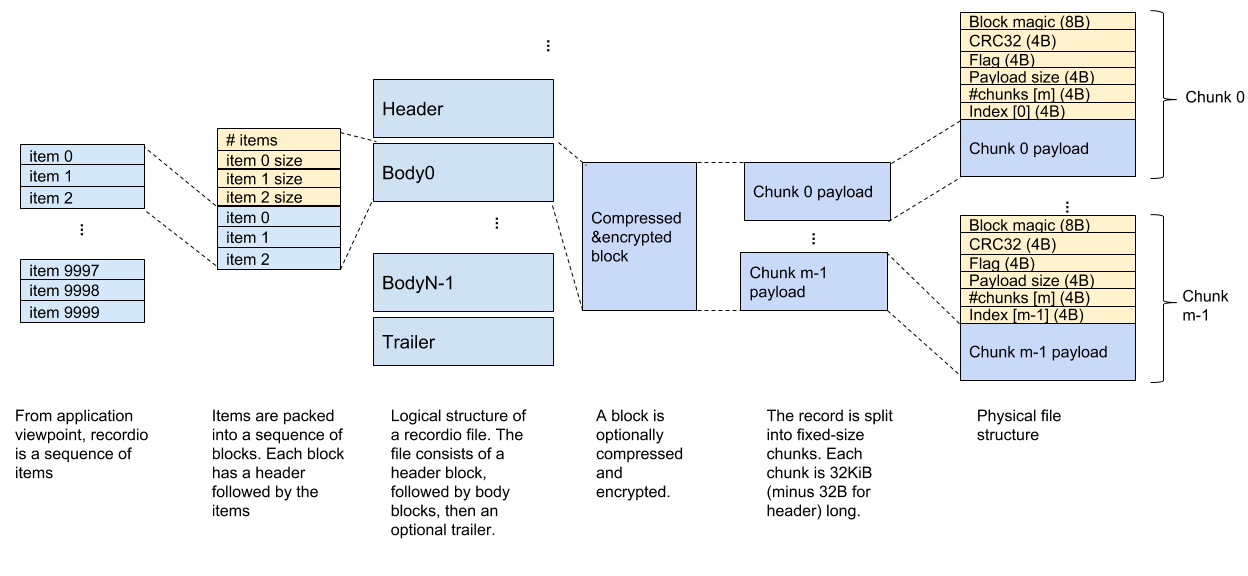 item 0
item 1
item 2
item 9997
item 9998
item 9999
From application
viewpoint, recordio
is a sequence of
items
# items
item 0 size
item 1 size
item 2 size
item 0
item 1
item 2
Items are packed
into a sequence of
blocks. Each block
has a header
followed by the
items
Header
Body0
BodyN-1
Trailer
Logical structure of
a recordio file. The
file consists of a
header block,
followed by body
blocks, then an
optional trailer.
Compressed
&encrypted
block
A block is
optionally
compressed
and
encrypted.
Chunk 0 payload
Chunk m-1
payload
The record is split
into fixed-size
chunks. Each
chunk is 32KiB
(minus 32B for
header) long.
Block magic (8B)
CRC32 (4B)
Flag (4B)
Payload size (4B)
#chunks [m] (4B)
Index [0] (4B)
Chunk 0 payload
Chunk 0
Block magic (8B)
CRC32 (4B)
Flag (4B)
Payload size (4B)
#chunks [m] (4B)
Index [m-1] (4B)
Chunk m-1 payload
Chunk
m-1
Physical file
structure